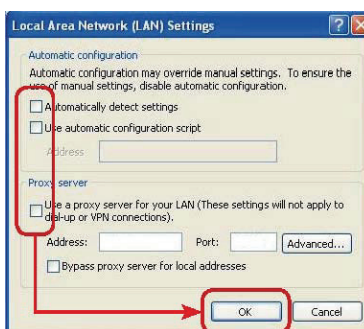 Local Area Network (LAN) Settings
Automatic configuration
Automatic configuration may override manual settings. To ensure the
use of manual settings, disable automatic configuration.
Automatically detect settings
Use automatic configuration script
Address
Proxy server
Use a proxy server for your LAN (These settings will not apply to
dial-up or VPN connections).
Address:
Port:
Advanced...
Bypass proxy server for local addresses
OK
Cancel